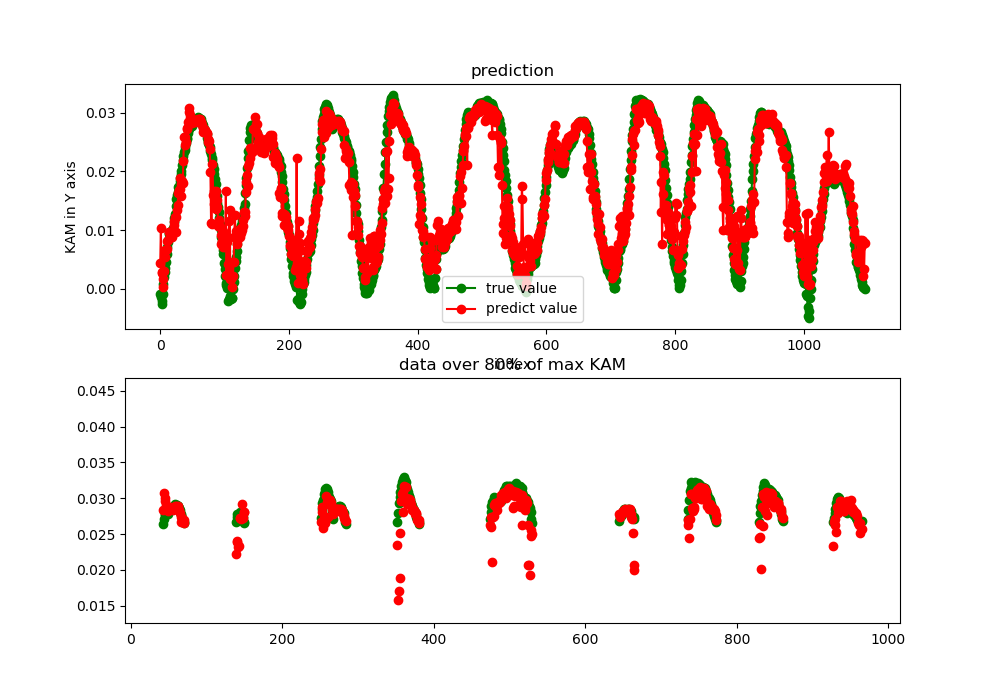 prediction
KAM in Y axis
0.03
0.02
0.01
0.00
true value
predict value
0 200 400 600 800 1000
index
data over 80% of max KAM
0.045
0.040
0.035
0.030
0.025
0.020
0.015
0 200 400 600 800 1000